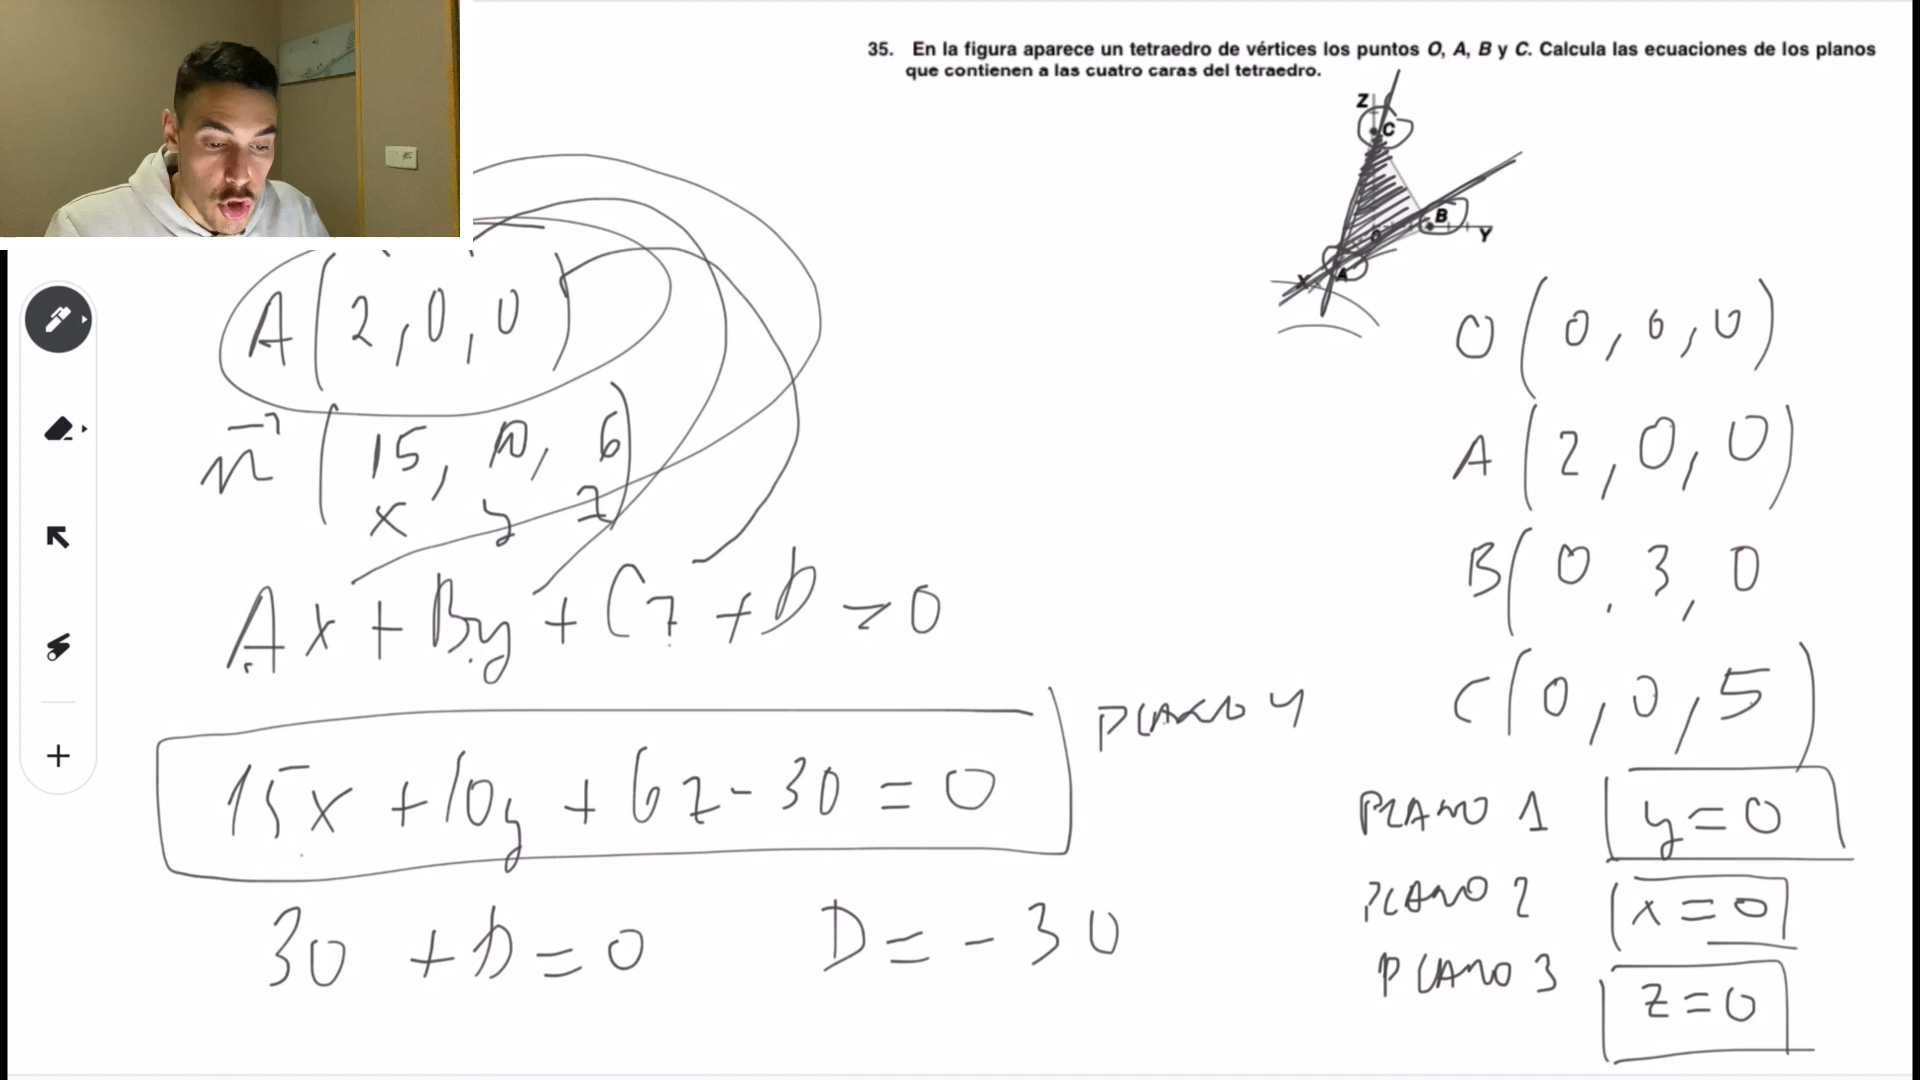 35. En la figura aparece un tetraedro de vértices los puntos O, A, B y C. Calcula las ecuaciones de los planos
que contienen a las cuatro caras del tetraedro.
Z
C
B
O
Y
X
A
A(2,0,0)
n(15,10,6)
x y z
Ax+By+Cz+D=0
15x+10y+6z-30=0
PLANO 4
30+D=0 D=-30
O(0,0,0)
A(2,0,0)
B(0,3,0
C(0,0,5)
PLANO 1 y=0
PLANO 2 x=0
PLANO 3 z=0